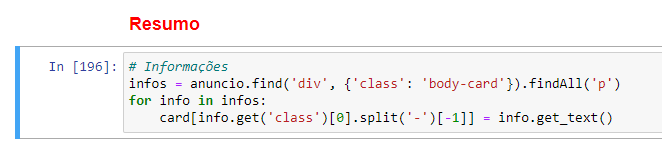 Resumo
In [196]: # Informações
infos = anuncio.find('div', {'class': 'body-card'}).findAll('p')
for info in infos:
    card[info.get('class')[0].split('-')[-1]] = info.get_text()